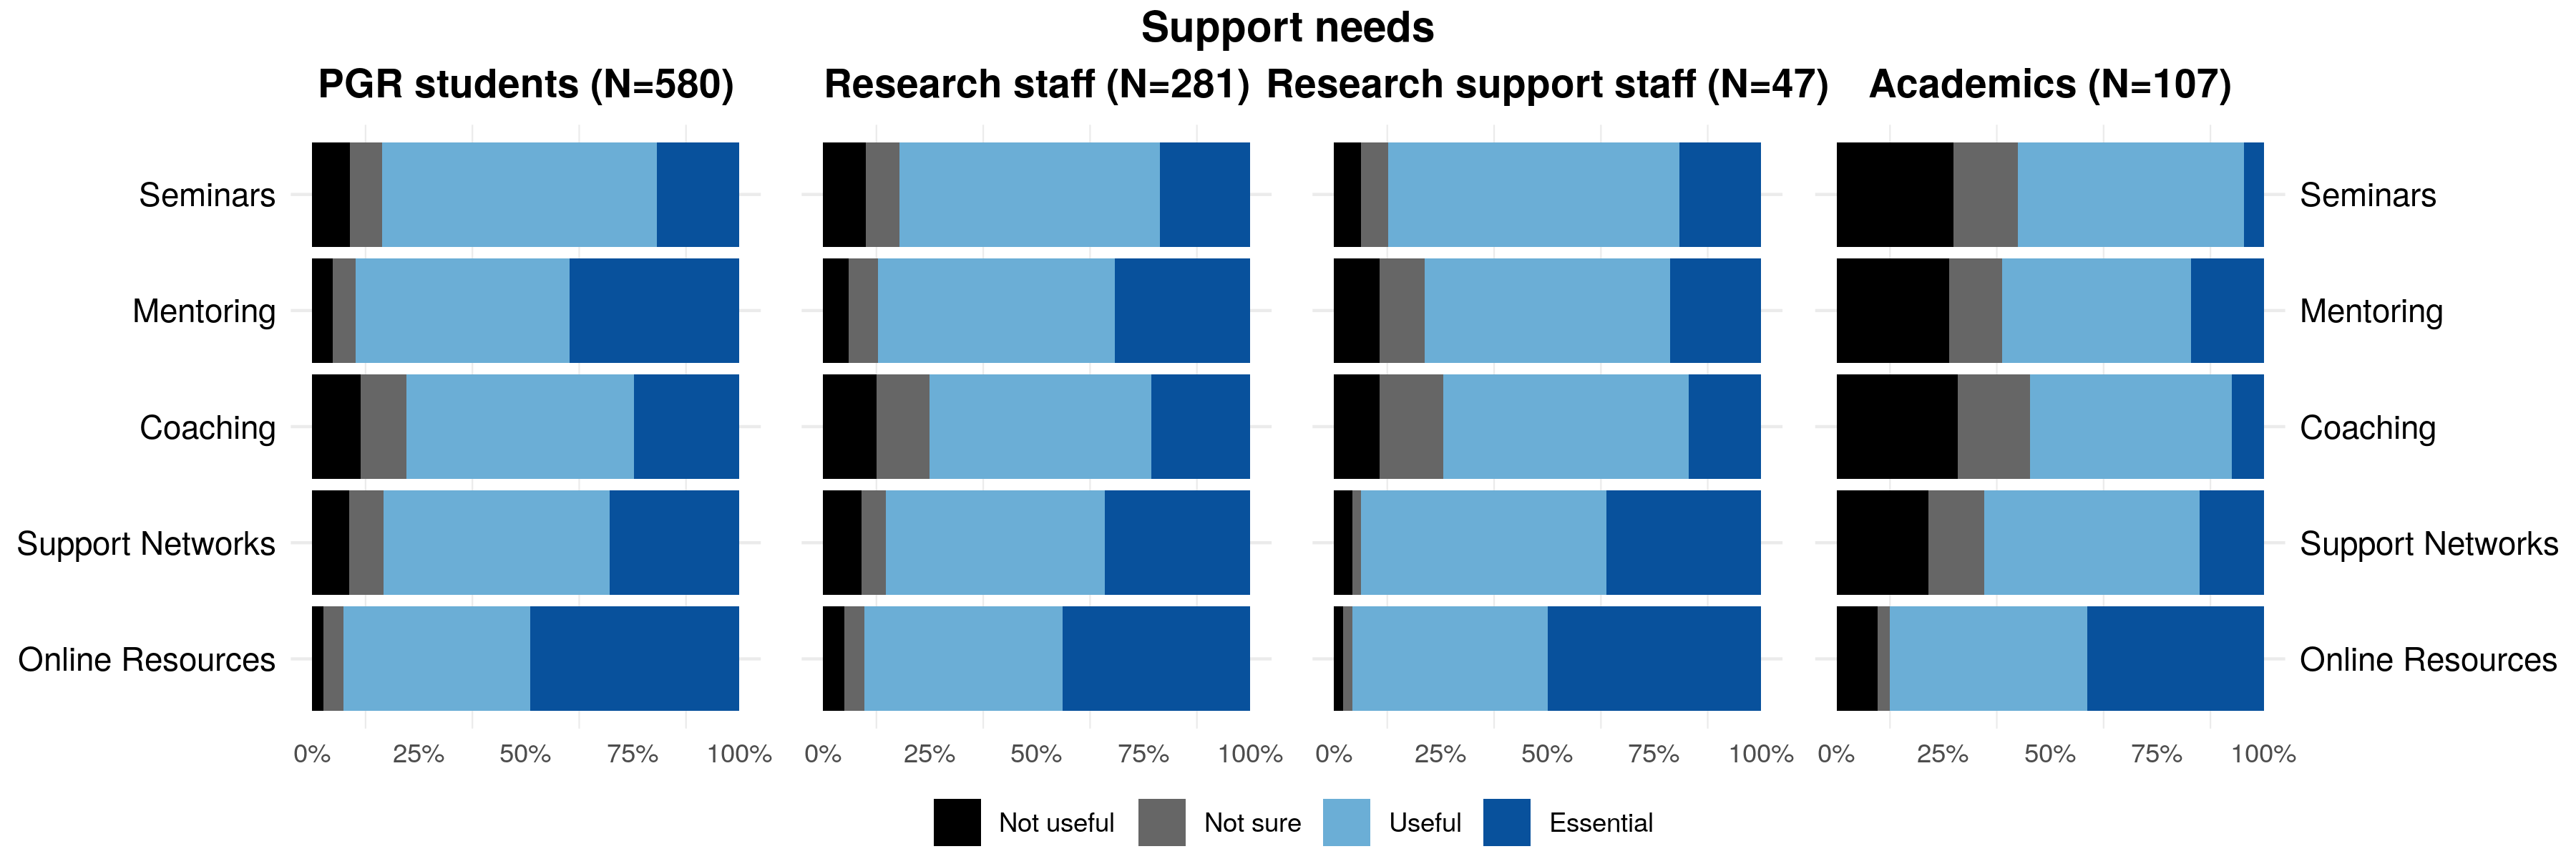 Support needs
PGR students (N=580) Research staff (N=281) Research support staff (N=47) Academics (N=107)
Seminars Seminars
Mentoring Mentoring
Coaching Coaching
Support Networks Support Networks
Online Resources Online Resources
0% 25% 50% 75% 100% 0% 25% 50% 75% 100% 0% 25% 50% 75% 100% 0% 25% 50% 75% 100%
Not useful Not sure Useful Essential